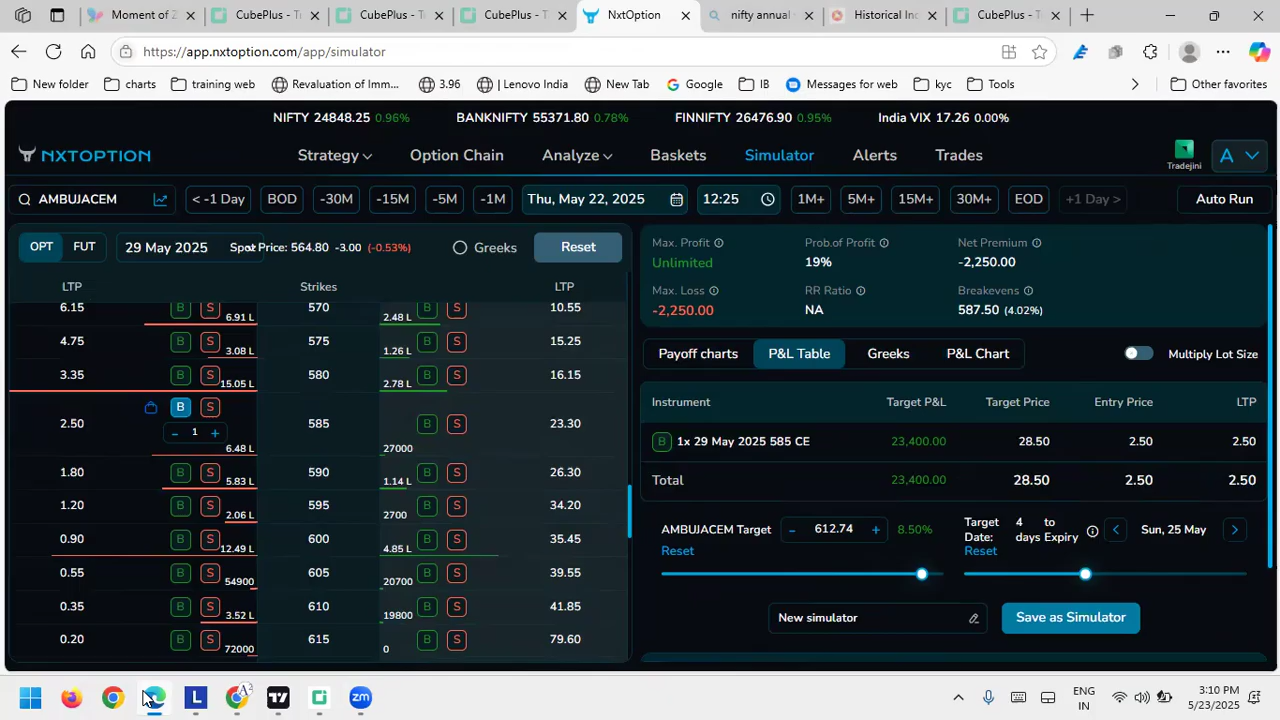 Moment of Z
CubePlus - Tr
CubePlus - Tr
CubePlus - Tr
NxtOption
nifty annual
Historical Ind
CubePlus - Tr
https://app.nxtoption.com/app/simulator
New folder charts training web Revaluation of Imm... 3.96 | Lenovo India New Tab Google IB Messages for web kyc Tools Other favorites
NIFTY 24848.25 0.96% BANKNIFTY 55371.80 0.78% FINNIFTY 26476.90 0.95% India VIX 17.26 0.00%
NXTOPTION Strategy Option Chain Analyze Baskets Simulator Alerts Trades Tradejini A
AMBUJACEM < -1 Day BOD -30M -15M -5M -1M Thu, May 22, 2025 12:25 1M+ 5M+ 15M+ 30M+ EOD +1 Day > Auto Run
OPT FUT 29 May 2025 Spot Price: 564.80 -3.00 (-0.53%) Greeks Reset
LTP Strikes LTP
6.15 B S 6.91 L 570 2.48 L B S 10.55
4.75 B S 3.08 L 575 1.26 L B S 15.25
3.35 B S 15.05 L 580 2.78 L B S 16.15
2.50 B S - 1 + 6.48 L 585 27000 B S 23.30
1.80 B S 5.83 L 590 1.14 L B S 26.30
1.20 B S 2.06 L 595 2700 B S 34.20
0.90 B S 12.49 L 600 4.85 L B S 35.45
0.55 B S 54900 605 20700 B S 39.55
0.35 B S 3.52 L 610 19800 B S 41.85
0.20 B S 72000 615 0 B S 79.60
Max. Profit Prob.of Profit Net Premium
Unlimited 19% -2,250.00
Max. Loss RR Ratio Breakevens
-2,250.00 NA 587.50 (4.02%)
Payoff charts P&L Table Greeks P&L Chart Multiply Lot Size
Instrument Target P&L Target Price Entry Price LTP
B 1x 29 May 2025 585 CE 23,400.00 28.50 2.50 2.50
Total 23,400.00 28.50 2.50 2.50
AMBUJACEM Target - 612.74 + 8.50%
Reset
Target Date: 4 days to Expiry < Sun, 25 May >
Reset
New simulator Save as Simulator
L A zm
ENG
IN
3:10 PM
5/23/2025